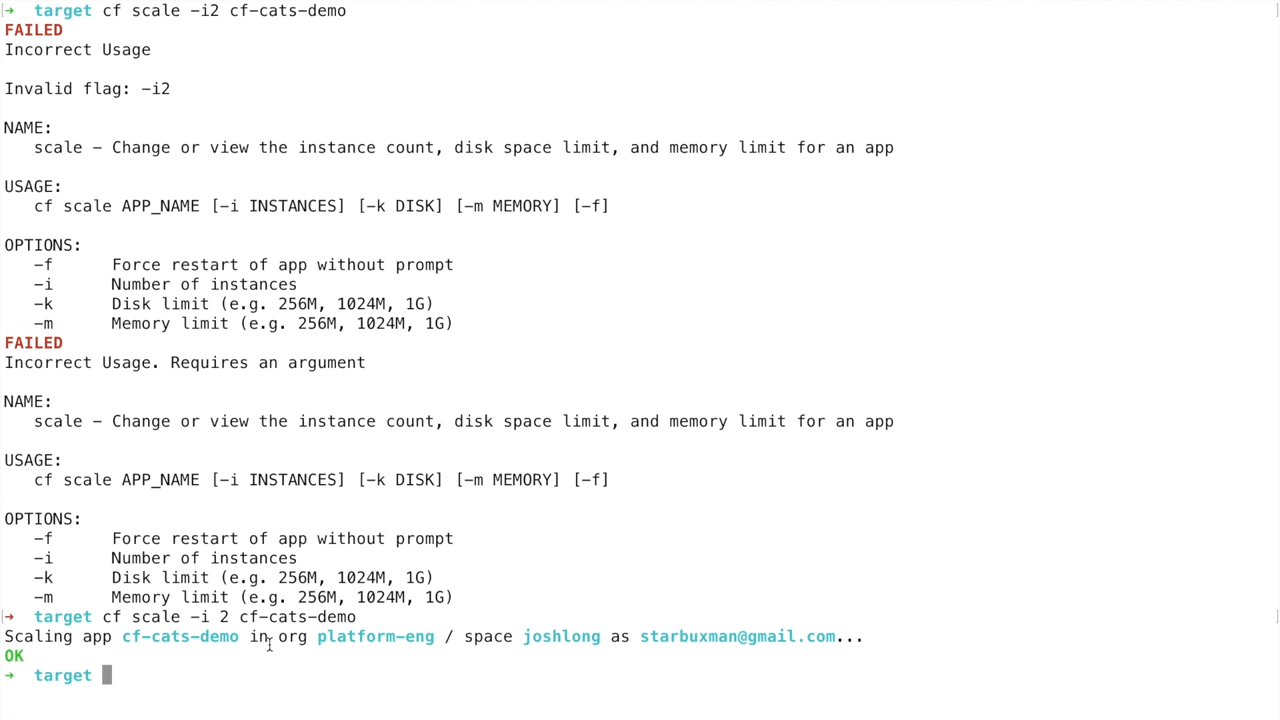 → target cf scale -i2 cf-cats-demo
FAILED
Incorrect Usage
Invalid flag: -i2
NAME:
scale - Change or view the instance count, disk space limit, and memory limit for an app
USAGE:
cf scale APP_NAME [-i INSTANCES] [-k DISK] [-m MEMORY] [-f]
OPTIONS:
-f Force restart of app without prompt
-i Number of instances
-k Disk limit (e.g. 256M, 1024M, 1G)
-m Memory limit (e.g. 256M, 1024M, 1G)
FAILED
Incorrect Usage. Requires an argument
NAME:
scale - Change or view the instance count, disk space limit, and memory limit for an app
USAGE:
cf scale APP_NAME [-i INSTANCES] [-k DISK] [-m MEMORY] [-f]
OPTIONS:
-f Force restart of app without prompt
-i Number of instances
-k Disk limit (e.g. 256M, 1024M, 1G)
-m Memory limit (e.g. 256M, 1024M, 1G)
→ target cf scale -i 2 cf-cats-demo
Scaling app cf-cats-demo in org platform-eng / space joshlong as starbuxman@gmail.com...
OK
→ target